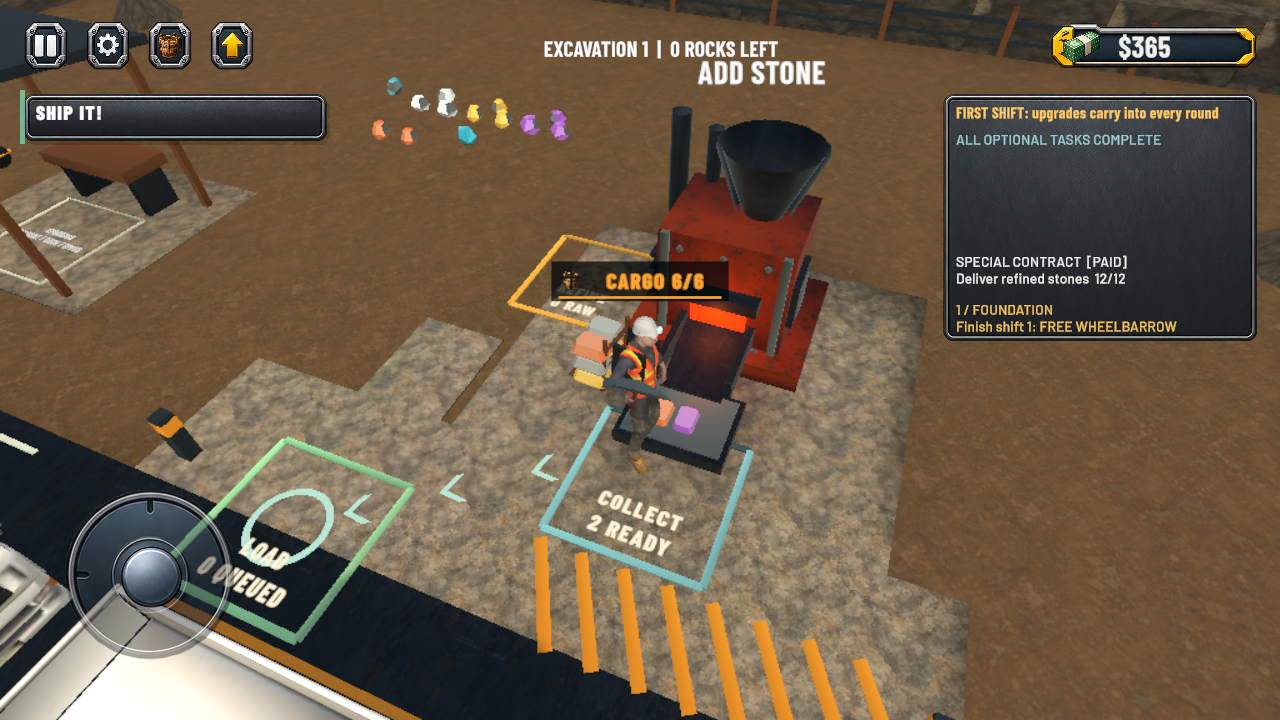 EXCAVATION 1 | 0 ROCKS LEFT
$365
ADD STONE
SHIP IT!
FIRST SHIFT: upgrades carry into every round
ALL OPTIONAL TASKS COMPLETE
SPECIAL CONTRACT [PAID]
Deliver refined stones 12/12
1 / FOUNDATION
Finish shift 1: FREE WHEELBARROW
CARGO 6/6
0 RAW
COLLECT
2 READY
LOAD
0 QUEUED